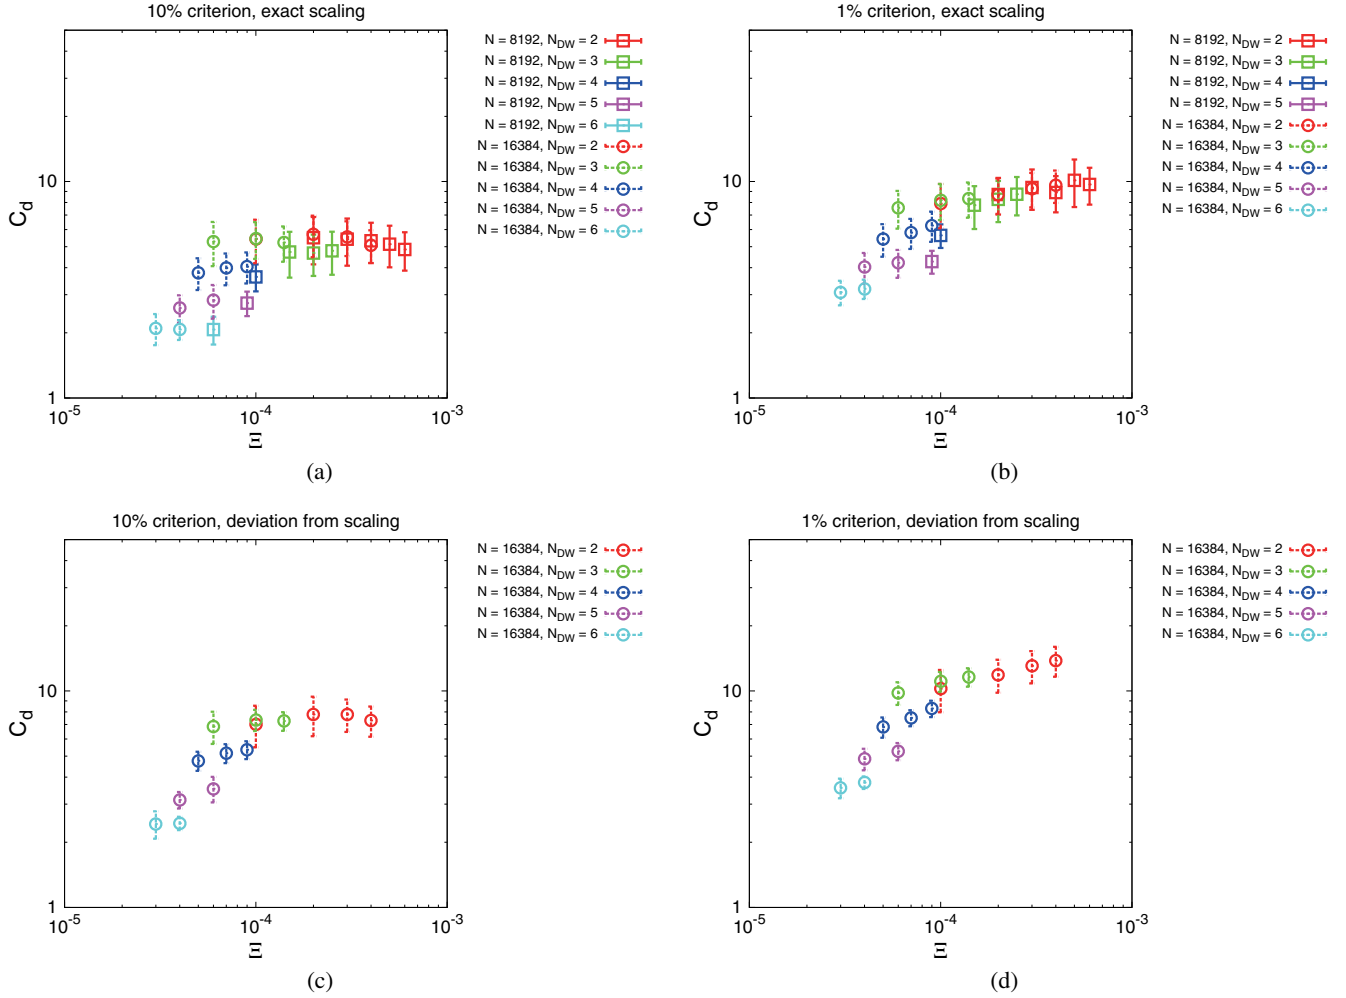 10% criterion, exact scaling
C_d
10
1
10^-5
10^-4
10^-3
Ξ
N = 8192, N_DW = 2
N = 8192, N_DW = 3
N = 8192, N_DW = 4
N = 8192, N_DW = 5
N = 8192, N_DW = 6
N = 16384, N_DW = 2
N = 16384, N_DW = 3
N = 16384, N_DW = 4
N = 16384, N_DW = 5
N = 16384, N_DW = 6
(a)
1% criterion, exact scaling
C_d
10
1
10^-5
10^-4
10^-3
Ξ
N = 8192, N_DW = 2
N = 8192, N_DW = 3
N = 8192, N_DW = 4
N = 8192, N_DW = 5
N = 16384, N_DW = 2
N = 16384, N_DW = 3
N = 16384, N_DW = 4
N = 16384, N_DW = 5
N = 16384, N_DW = 6
(b)
10% criterion, deviation from scaling
C_d
10
1
10^-5
10^-4
10^-3
Ξ
N = 16384, N_DW = 2
N = 16384, N_DW = 3
N = 16384, N_DW = 4
N = 16384, N_DW = 5
N = 16384, N_DW = 6
(c)
1% criterion, deviation from scaling
C_d
10
1
10^-5
10^-4
10^-3
Ξ
N = 16384, N_DW = 2
N = 16384, N_DW = 3
N = 16384, N_DW = 4
N = 16384, N_DW = 5
N = 16384, N_DW = 6
(d)